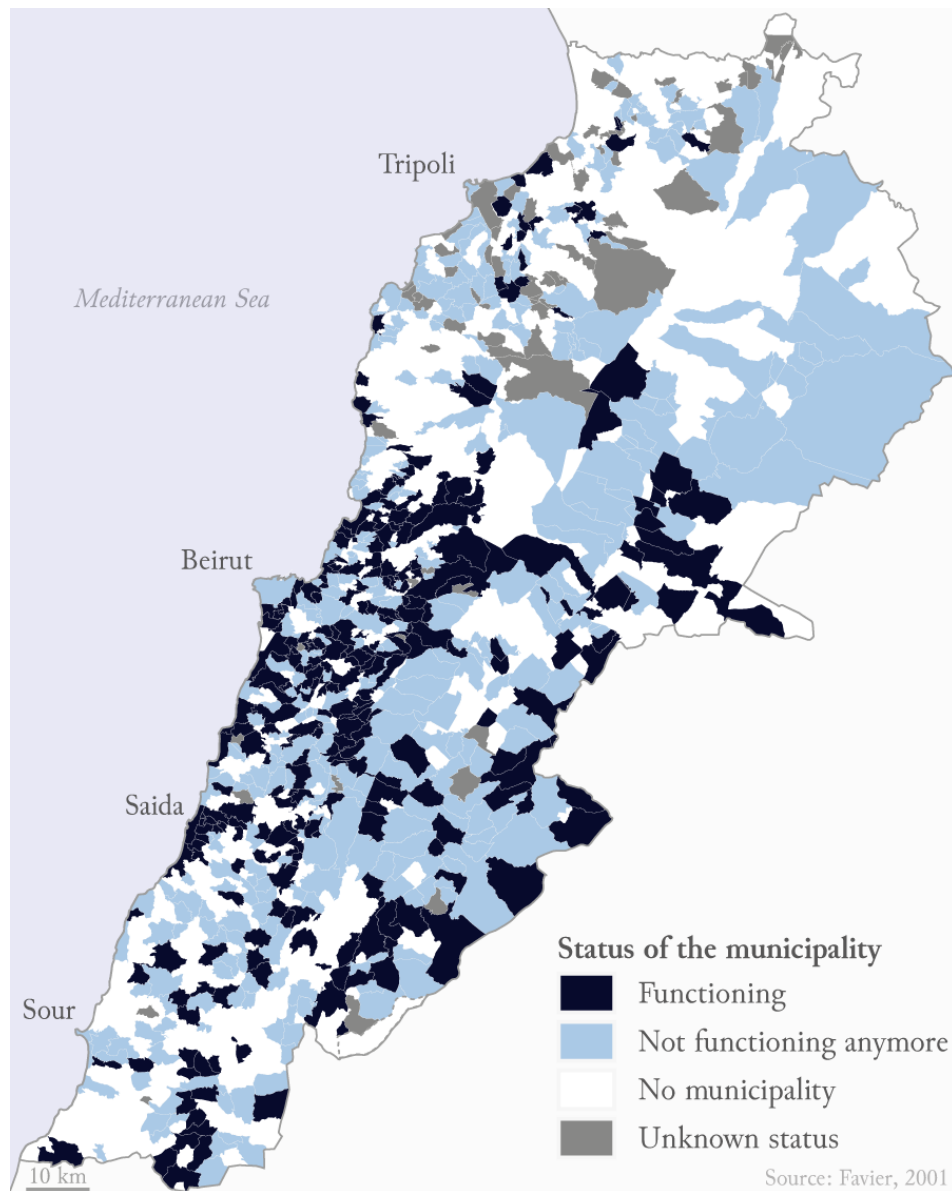 Tripoli
Mediterranean Sea
Beirut
Saida
Sour
Status of the municipality
Functioning
Not functioning anymore
No municipality
Unknown status
10 km
Source: Favier, 2001